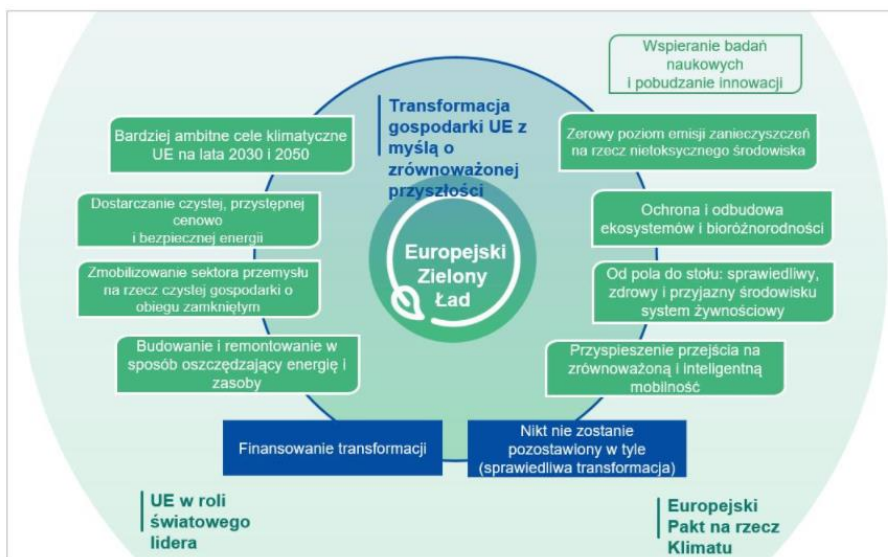 Wspieranie badań
naukowych
i pobudzanie innowacji
Transformacja
gospodarki UE z
myślą o
zrównoważonej
przyszłości
Bardziej ambitne cele klimatyczne
UE na lata 2030 i 2050
Zerowy poziom emisji zanieczyszczeń
na rzecz nietoksycznego środowiska
Dostarczanie czystej, przystępnej
cenowo
i bezpiecznej energii
Ochrona i odbudowa
ekosystemów i bioróżnorodności
Europejski
Zielony
Ład
Zmobilizowanie sektora przemysłu
na rzecz czystej gospodarki o
obiegu zamkniętym
Od pola do stołu: sprawiedliwy,
zdrowy i przyjazny środowisku
system żywnościowy
Budowanie i remontowanie w
sposób oszczędzający energię i
zasoby
Przyspieszenie przejścia na
zrównoważoną i inteligentną
mobilność
Finansowanie transformacji
Nikt nie zostanie
pozostawiony w tyle
(sprawiedliwa transformacja)
UE w roli
światowego
lidera
Europejski
Pakt na rzecz
Klimatu